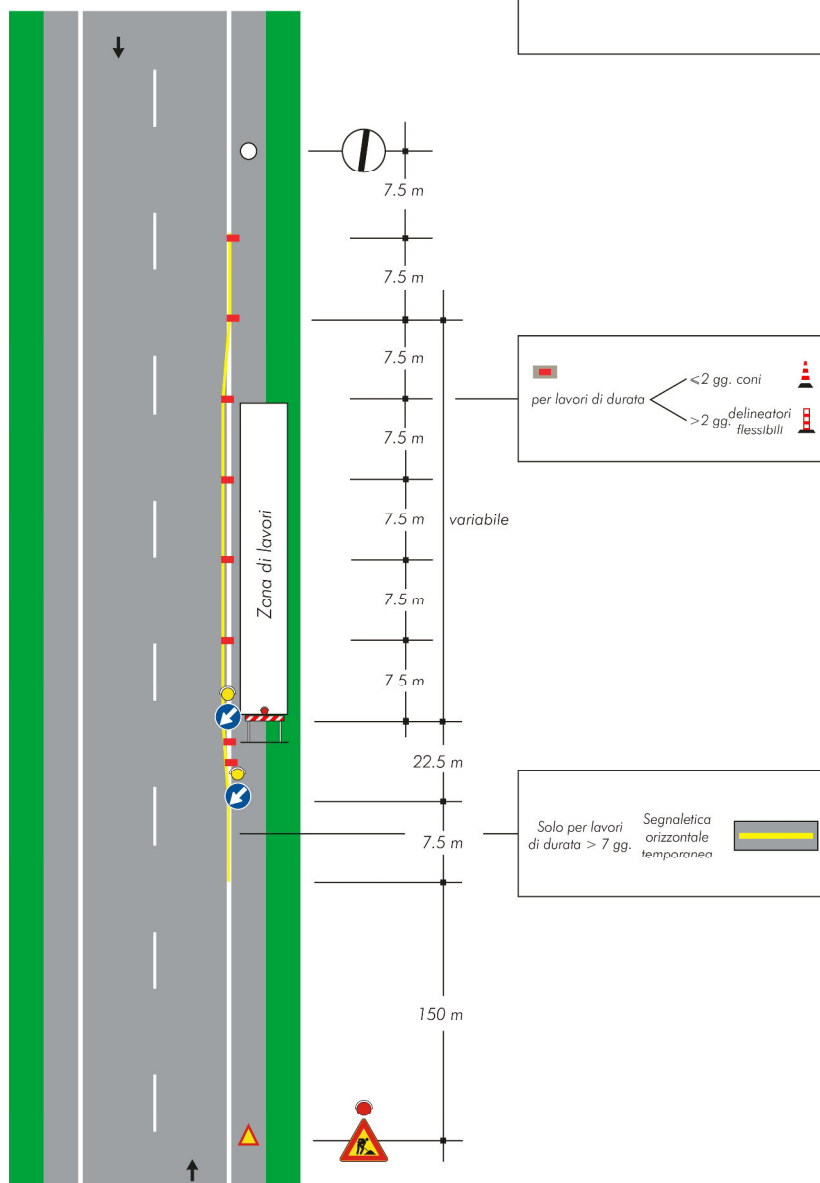 7.5 m
7.5 m
7.5 m
≤2 gg. coni
per lavori di durata
>2 gg. delineatori
flessibili
7.5 m
7.5 m
variabile
Zona di lavori
7.5 m
7.5 m
22.5 m
Solo per lavori
di durata > 7 gg.
Segnaletica
orizzontale
temporanea
7.5 m
150 m